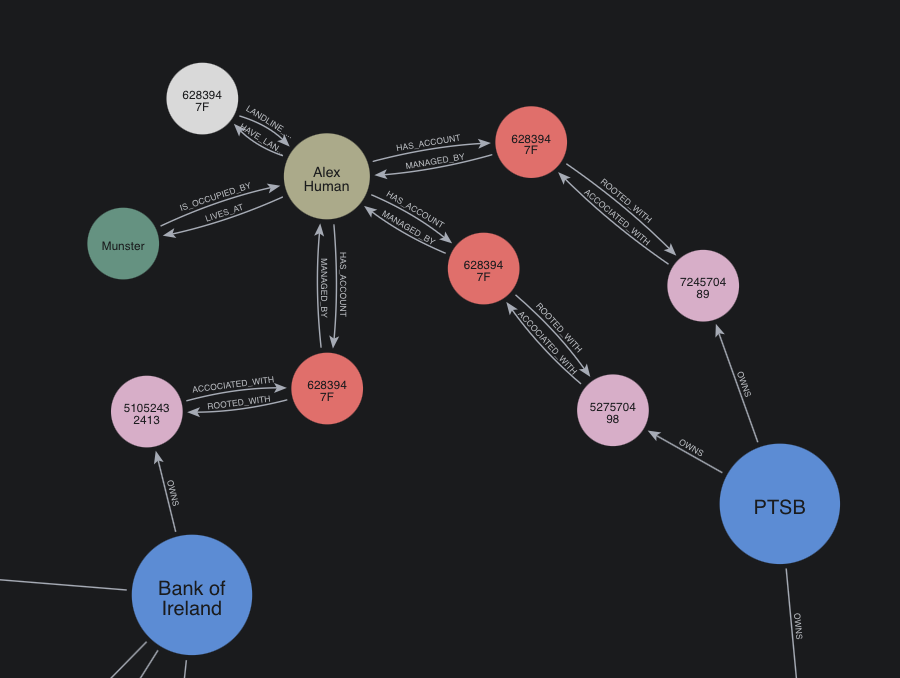 628394
7F
LANDLINE_…
HAVE_LAN
Alex
Human
HAS_ACCOUNT
MANAGED_BY
628394
7F
IS_OCCUPIED_BY
LIVES_AT
Munster
HAS_ACCOUNT
MANAGED_BY
628394
7F
ROOTED_WITH
ACCOCIATED_WITH
7245704
89
MANAGED_BY
HAS_ACCOUNT
ROOTED_WITH
ACCOCIATED_WITH
OWNS
5105243
2413
ACCOCIATED_WITH
ROOTED_WITH
628394
7F
5275704
98
OWNS
OWNS
PTSB
Bank of
Ireland
OWNS